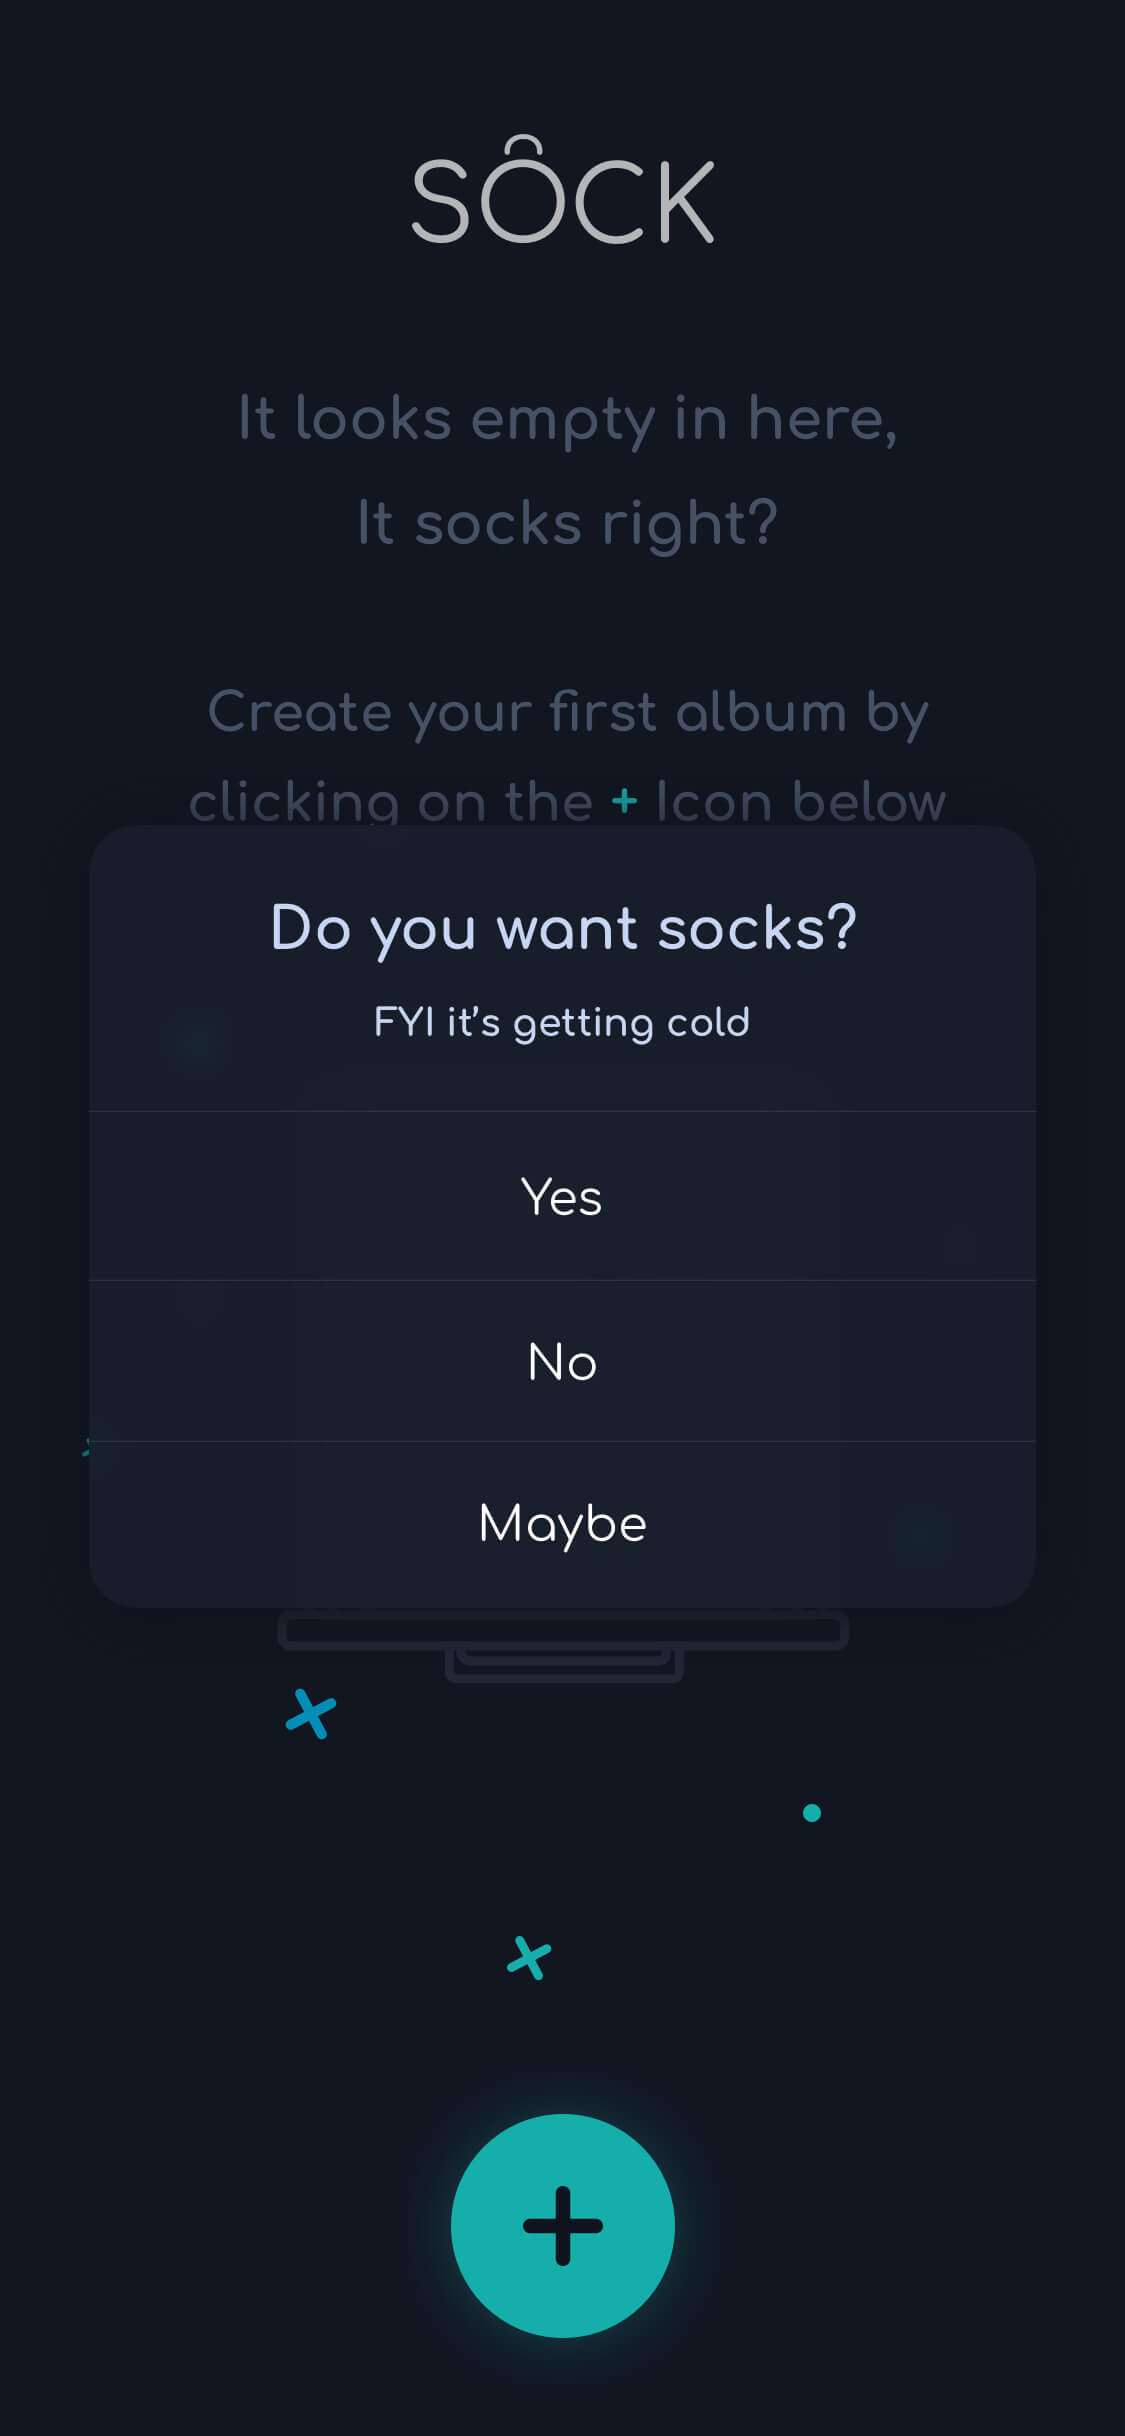 SÔCK
It looks empty in here,
It socks right?
Create your first album by
clicking on the + Icon below
Do you want socks?
FYI it’s getting cold
Yes
No
Maybe